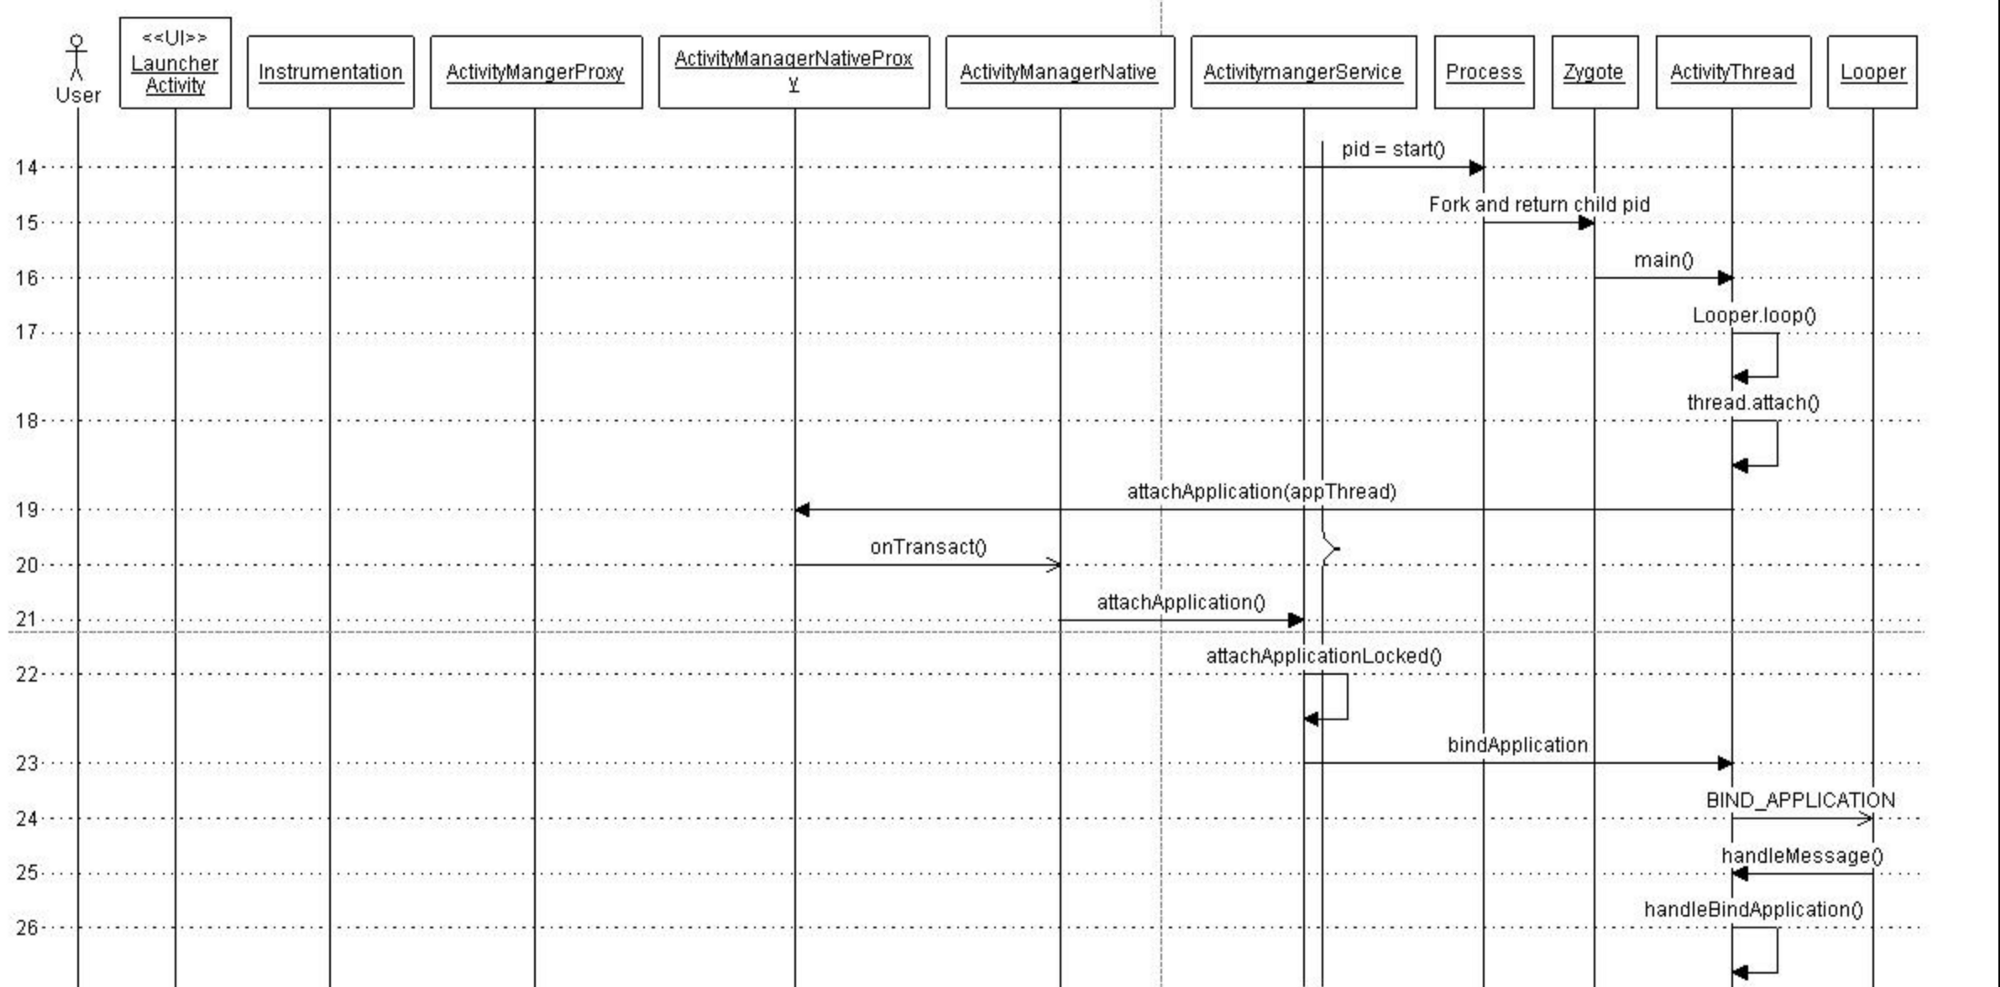 <<UI>>
Launcher
Activity
User
Instrumentation
ActivityMangerProxy
ActivityManagerNativeProx
y
ActivityManagerNative
ActivitymangerService
Process
Zygote
ActivityThread
Looper
14
pid = start()
15
Fork and return child pid
16
main()
17
Looper.loop()
18
thread.attach()
19
attachApplication(appThread)
20
onTransact()
21
attachApplication()
22
attachApplicationLocked()
23
bindApplication
24
BIND_APPLICATION
25
handleMessage()
26
handleBindApplication()